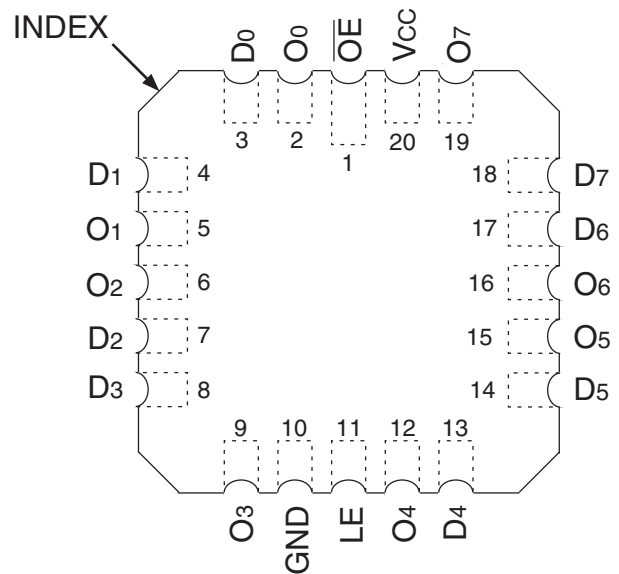 INDEX
D0 O0 O̅E̅ VCC O7
3 2 1 20 19
D1 4 18 D7
O1 5 17 D6
O2 6 16 O6
D2 7 15 O5
D3 8 14 D5
9 10 11 12 13
O3 GND LE O4 D4